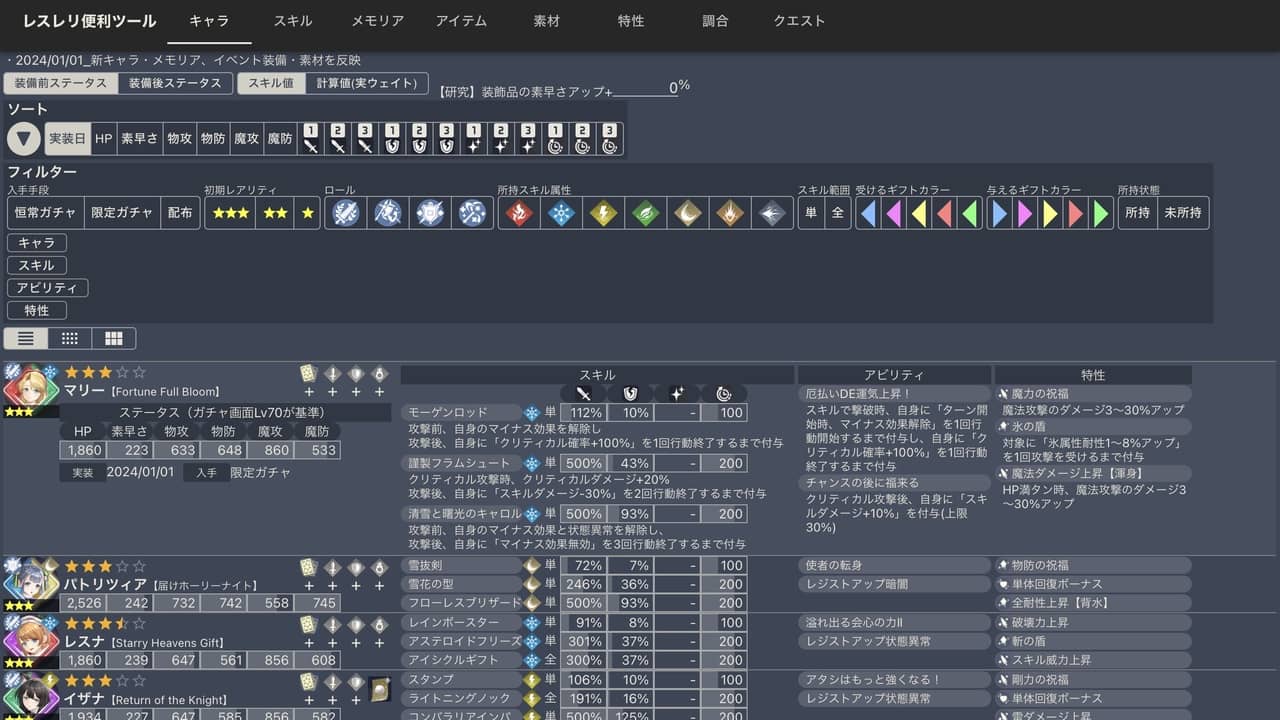 レスレリ便利ツール キャラ スキル メモリア アイテム 素材 特性 調合 クエスト
・2024/01/01_新キャラ・メモリア、イベント装備・素材を反映
装備前ステータス 装備後ステータス スキル値 計算値(実ウェイト) 【研究】装飾品の素早さアップ+ 0%
ソート
実装日 HP 素早さ 物攻 物防 魔攻 魔防 1 2 3 1 2 3 1 2 3 1 2 3
フィルター
入手手段 初期レアリティ ロール 所持スキル属性 スキル範囲 受けるギフトカラー 与えるギフトカラー 所持状態
恒常ガチャ 限定ガチャ 配布 ★★★ ★★ ★ 単 全 所持 未所持
キャラ
スキル
アビリティ
特性
マリー【Fortune Full Bloom】
ステータス（ガチャ画面Lv70が基準）
HP 素早さ 物攻 物防 魔攻 魔防
1,860 223 633 648 860 533
実装 2024/01/01 入手 限定ガチャ
スキル
モーゲンロッド 単 112% 10% - 100
攻撃前、自身のマイナス効果を解除し
攻撃後、自身に「クリティカル確率+100%」を1回行動終了するまで付与
謹製フラムシュート 単 500% 43% - 200
クリティカル攻撃時、クリティカルダメージ+20%
攻撃後、自身に「スキルダメージ-30%」を2回行動終了するまで付与
清雪と曙光のキャロル 単 500% 93% - 200
攻撃前、自身のマイナス効果と状態異常を解除し、
攻撃後、自身に「マイナス効果無効」を3回行動終了するまで付与
アビリティ
厄払いDE運気上昇！
スキルで撃破時、自身に「ターン開
始時、マイナス効果解除」を1回行
動開始するまで付与し、自身に「ク
リティカル確率+100%」を1回行動
終了するまで付与
チャンスの後に福来る
クリティカル攻撃後、自身に「スキ
ルダメージ+10%」を付与(上限
30%)
特性
魔力の祝福
魔法攻撃のダメージ3～30%アップ
氷の盾
対象に「氷属性耐性1～8%アップ」
を1回攻撃を受けるまで付与
魔法ダメージ上昇【渾身】
HP満タン時、魔法攻撃のダメージ3
～30%アップ
パトリツィア【届けホーリーナイト】
2,526 242 732 742 558 745
雪抜剣 単 72% 7% - 100
雪花の型 単 246% 36% - 200
フローレスブリザード 単 500% 93% - 200
使者の転身
レジストアップ暗闇
物防の祝福
単体回復ボーナス
全耐性上昇【背水】
レスナ【Starry Heavens Gift】
1,860 239 647 561 856 608
レインボースター 単 91% 8% - 100
アステロイドフリーズ 単 301% 37% - 200
アイシクルギフト 全 300% 37% - 200
溢れ出る会心の力II
レジストアップ状態異常
破壊力上昇
斬の盾
スキル威力上昇
イザナ【Return of the Knight】
1,934 227 647 585 856 582
スタンプ 単 106% 10% - 100
ライトニングノック 全 191% 16% - 200
コンバラリアインパ 単 500% 125% - 200
アタシはもっと強くなる！
レジストアップ状態異常
剛力の祝福
単体回復ボーナス
雷ダメージ上昇